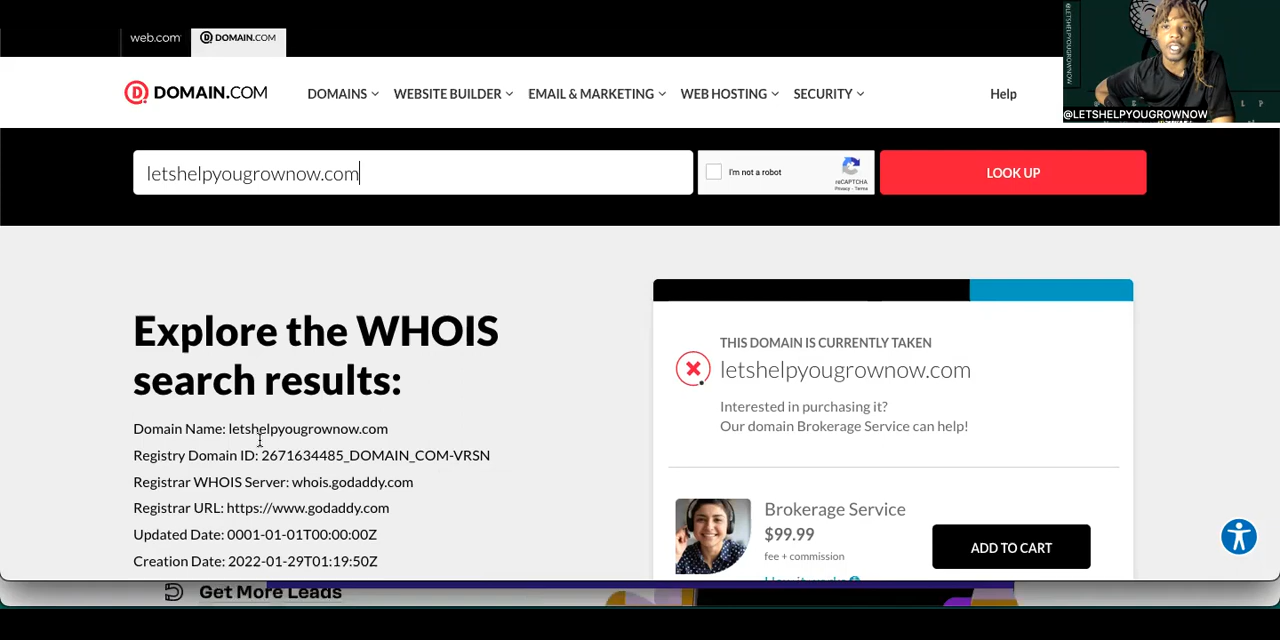 web.com
DOMAIN.COM
@LETSHELPYOUGROWNOW
DOMAIN.COM
DOMAINS
WEBSITE BUILDER
EMAIL & MARKETING
WEB HOSTING
SECURITY
Help
@LETSHELPYOUGROWNOW
letshelpyougrownow.com
I'm not a robot
reCAPTCHA
Privacy - Terms
LOOK UP
Explore the WHOIS
search results:
Domain Name: letshelpyougrownow.com
Registry Domain ID: 2671634485_DOMAIN_COM-VRSN
Registrar WHOIS Server: whois.godaddy.com
Registrar URL: https://www.godaddy.com
Updated Date: 0001-01-01T00:00:00Z
Creation Date: 2022-01-29T01:19:50Z
THIS DOMAIN IS CURRENTLY TAKEN
letshelpyougrownow.com
Interested in purchasing it?
Our domain Brokerage Service can help!
Brokerage Service
$99.99
fee + commission
ADD TO CART
Get More Leads